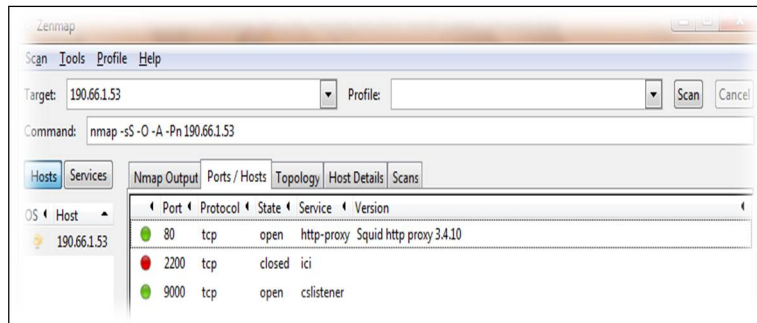 Zenmap
Scan Tools Profile Help
Target: 190.66.1.53 Profile: Scan Cancel
Command: nmap -sS -O -A -Pn 190.66.1.53
Hosts Services Nmap Output Ports / Hosts Topology Host Details Scans
OS Host Port Protocol State Service Version
190.66.1.53
80 tcp open http-proxy Squid http proxy 3.4.10
2200 tcp closed ici
9000 tcp open cslistener